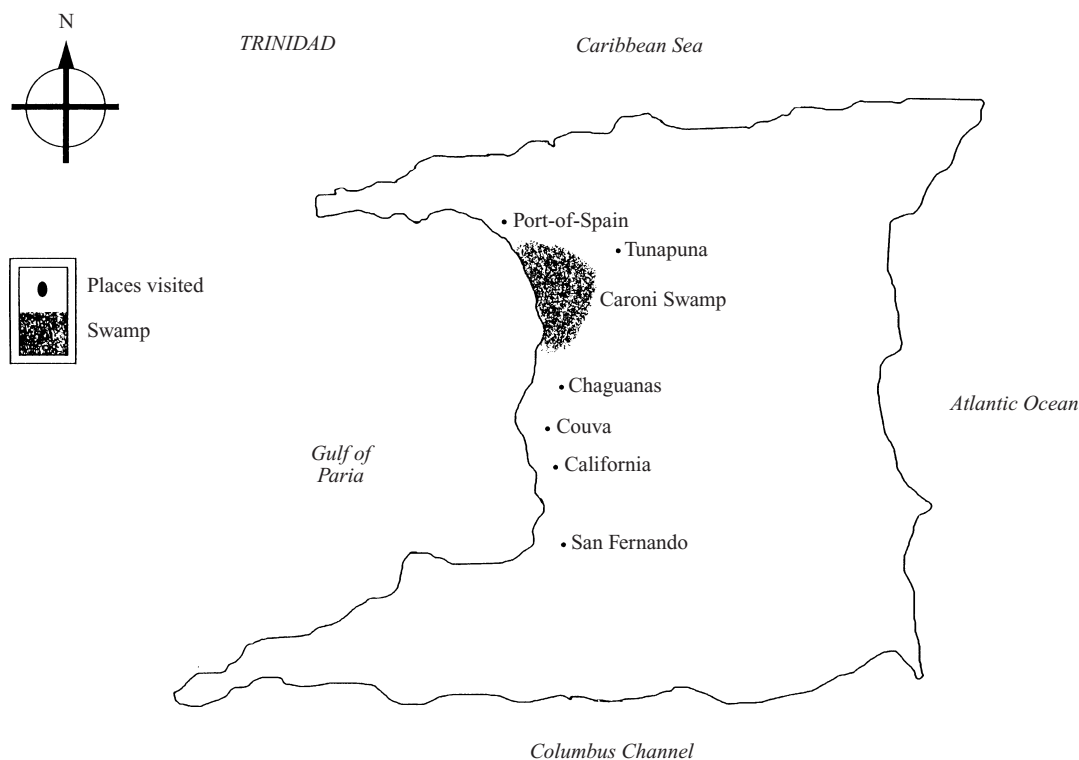 N
TRINIDAD
Caribbean Sea
Port-of-Spain
Tunapuna
Places visited
Caroni Swamp
Swamp
Chaguanas
Atlantic Ocean
Couva
Gulf of
Paria
California
San Fernando
Columbus Channel